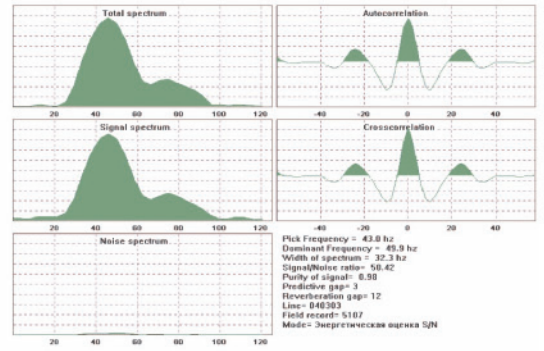 Total spectrum
20 40 60 80 100 120
Autocorrelation
-40 -20 0 20 40
Signal spectrum
20 40 60 80 100 120
Crosscorrelation
-40 -20 0 20 40
Noise spectrum
20 40 60 80 100 120
Pick Frequency = 43.0 hz
Dominant Frequency = 49.9 hz
Width of spectrum = 32.3 hz
Signal/Noise ratio= 50.42
Purity of signal= 0.98
Predictive gap= 3
Reverberation gap= 12
Line= 040303
Field record= 5107
Mode= Энергетическая оценка S/N